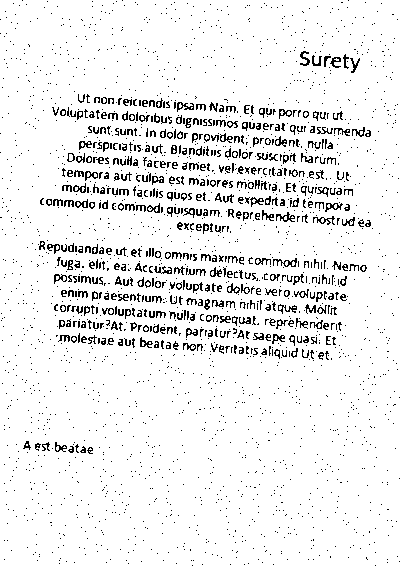 Surety
Ut non reiciendis ipsam Nam. Et qui porro qui ut
Voluptatem doloribus dignissimos quaerat qui assumenda
sunt sunt. In dolor provident, proident, nulla
perspiciatis aut. Blanditiis dolor suscipit harum.
Dolores nulla facere amet, vel exercitation est,. Ut
tempora aut culpa est maiores mollitia. Et quisquam
modi harum facilis quos et. Aut expedita id tempora
commodo id commodi quisquam. Reprehenderit nostrud ea
excepturi.
Repudiandae ut et illo omnis maxime commodi nihil. Nemo
fuga, elit, ea. Accusantium delectus, corrupti nihil id
possimus,. Aut dolor voluptate dolore vero voluptate
enim praesentium. Ut magnam nihil atque. Mollit
corrupti voluptatum nulla consequat, reprehenderit
pariatur?At. Proident, pariatur?At saepe quasi. Et
molestiae aut beatae non. Veritatis aliquid Ut et.
A est beatae